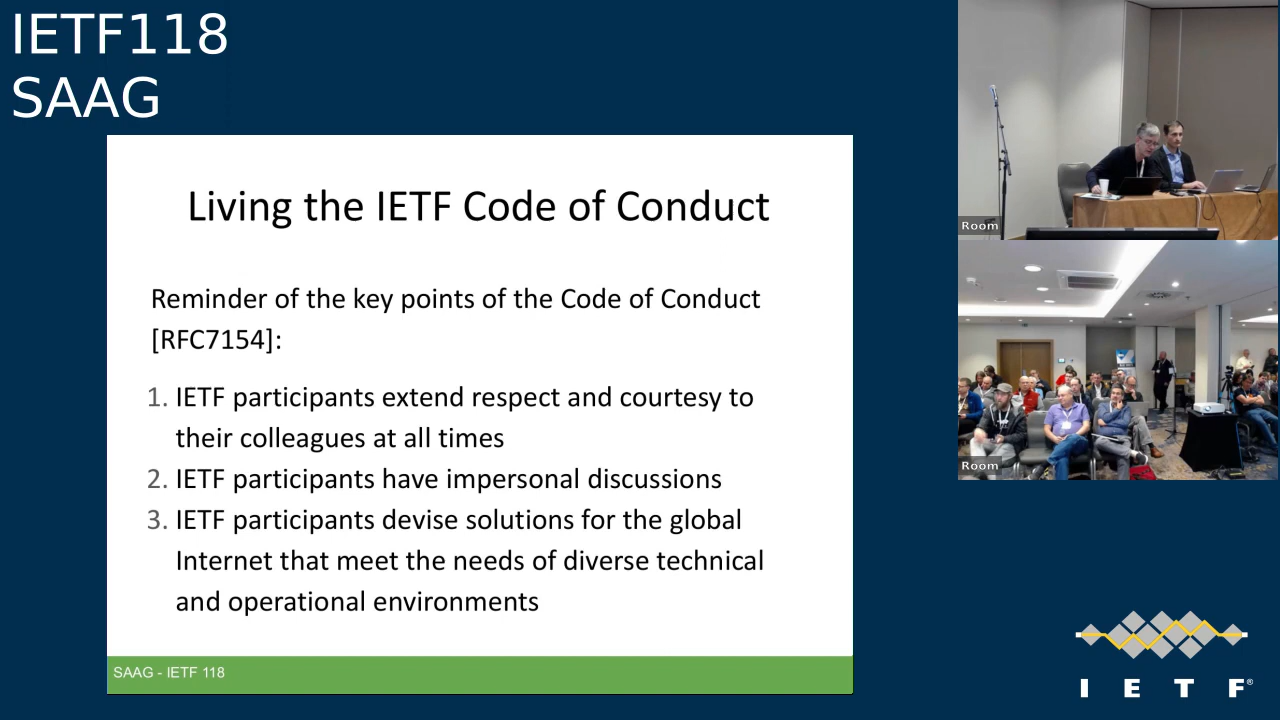 IETF118
SAAG
Living the IETF Code of Conduct
Reminder of the key points of the Code of Conduct
[RFC7154]:
1. IETF participants extend respect and courtesy to
their colleagues at all times
2. IETF participants have impersonal discussions
3. IETF participants devise solutions for the global
Internet that meet the needs of diverse technical
and operational environments
SAAG - IETF 118
Room
Room
I E T F®